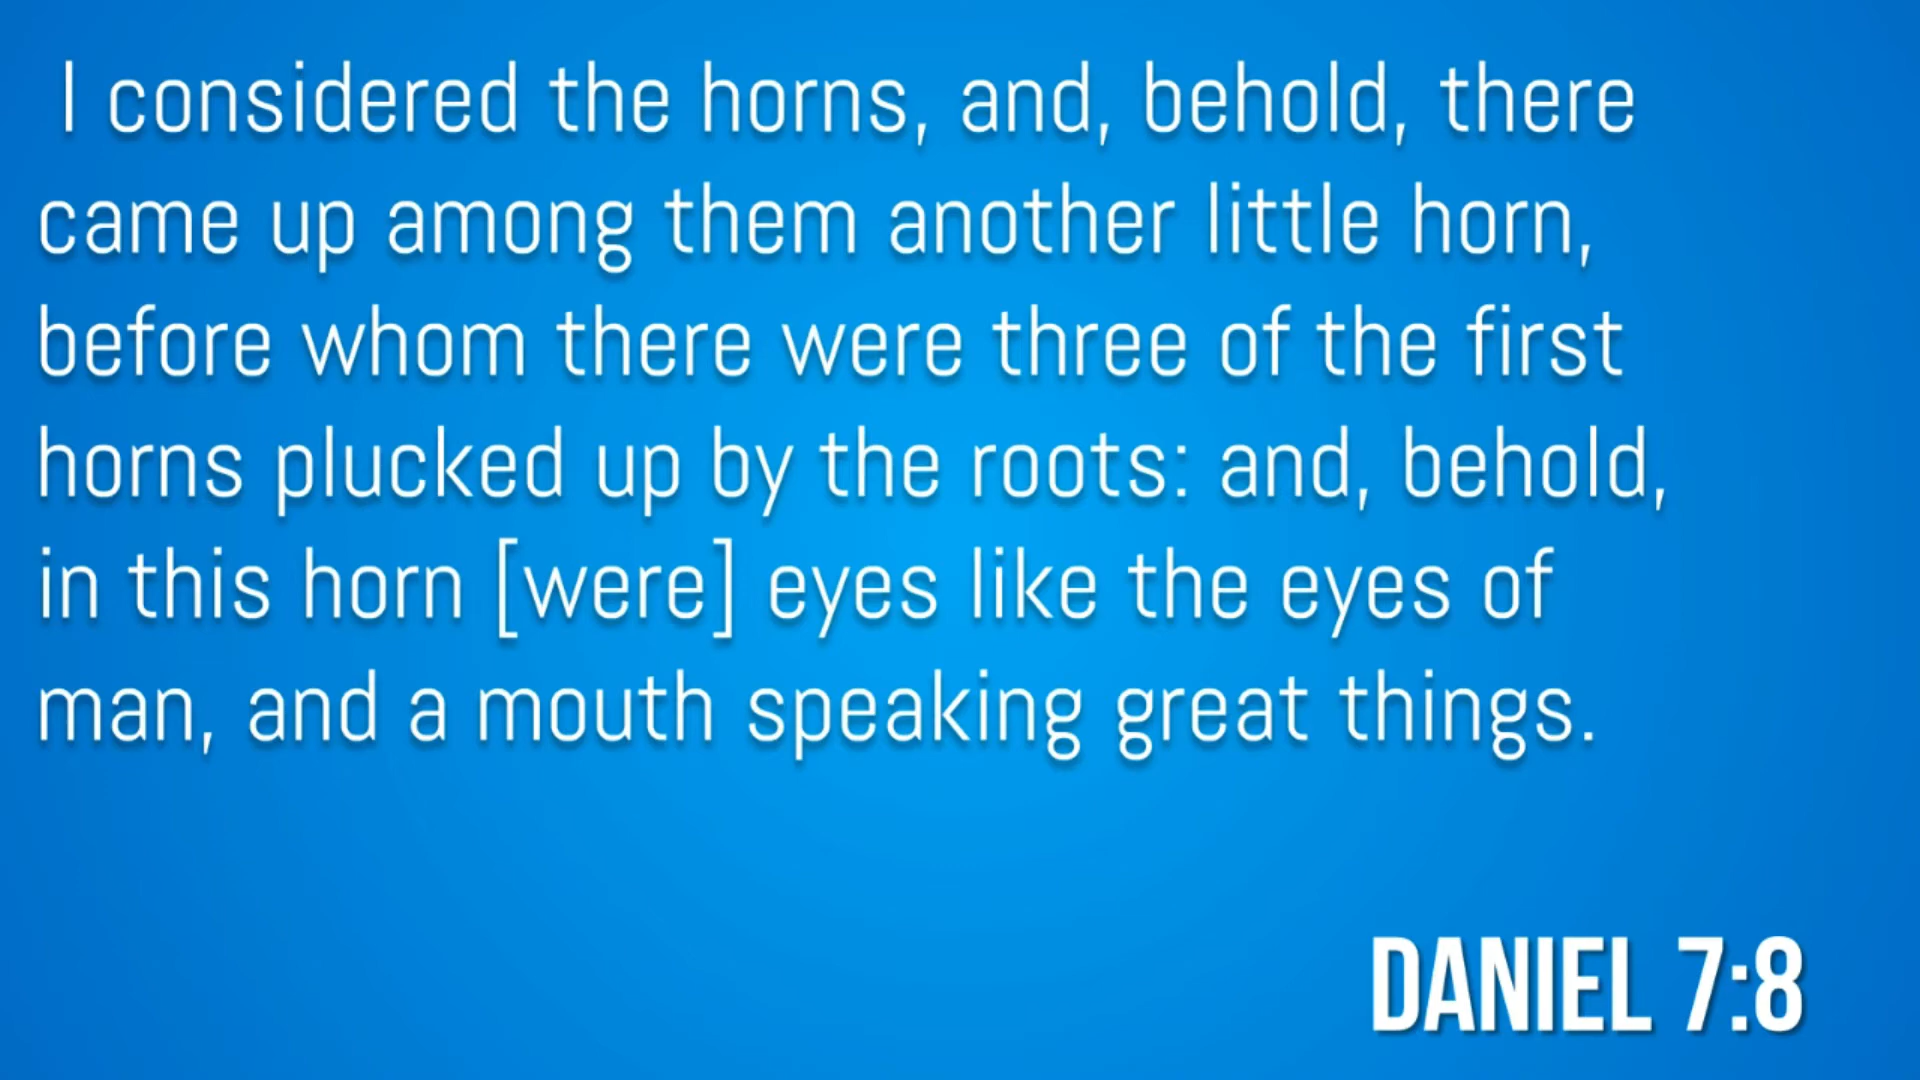 I considered the horns, and, behold, there
came up among them another little horn,
before whom there were three of the first
horns plucked up by the roots: and, behold,
in this horn [were] eyes like the eyes of
man, and a mouth speaking great things.
DANIEL 7:8